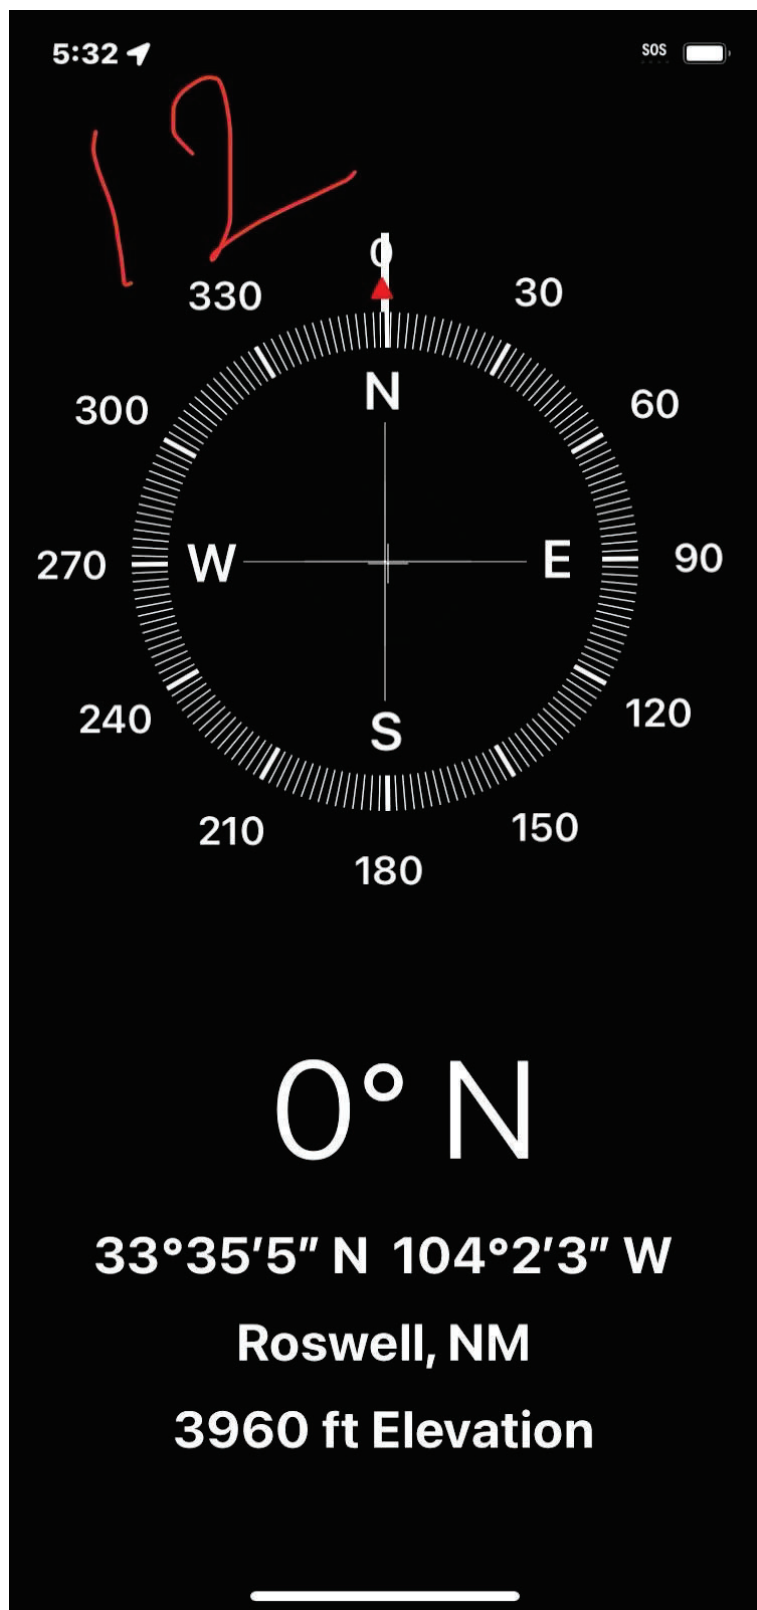 5:32 SOS
12
0
330 30
N
300 60
270 W E 90
240 120
S
210 150
180
0° N
33°35′5″ N 104°2′3″ W
Roswell, NM
3960 ft Elevation